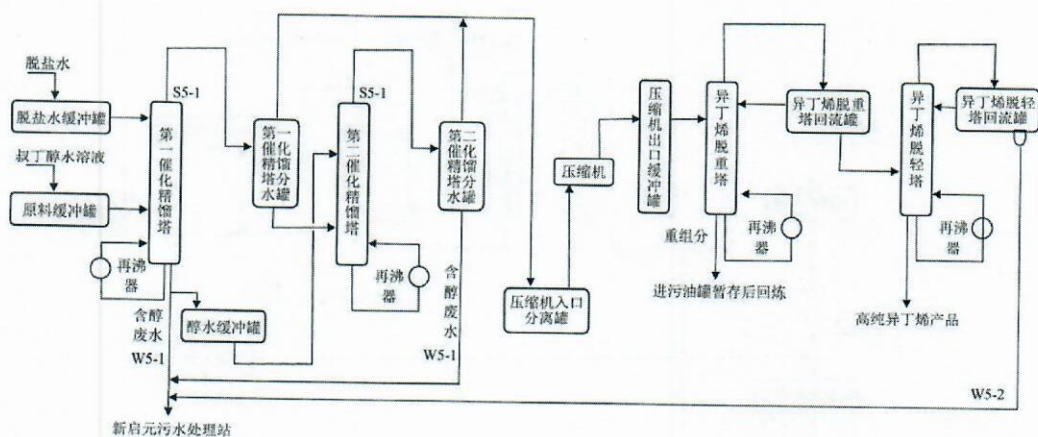 脱盐水
脱盐水缓冲罐
叔丁醇水溶液
原料缓冲罐
S5-1
第一催化精馏塔
再沸器
含醇废水
W5-1
新启元污水处理站
醇水缓冲罐
第一催化精馏塔分水罐
S5-1
第二催化精馏塔
再沸器
第二催化精馏塔分水罐
含醇废水
W5-1
压缩机入口
分离罐
压缩机
压缩机出口缓冲罐
异丁烯脱重塔
重组分
再沸器
进污油罐暂存后回炼
异丁烯脱重
塔回流罐
异丁烯脱轻塔
再沸器
高纯异丁烯产品
异丁烯脱轻
塔回流罐
W5-2